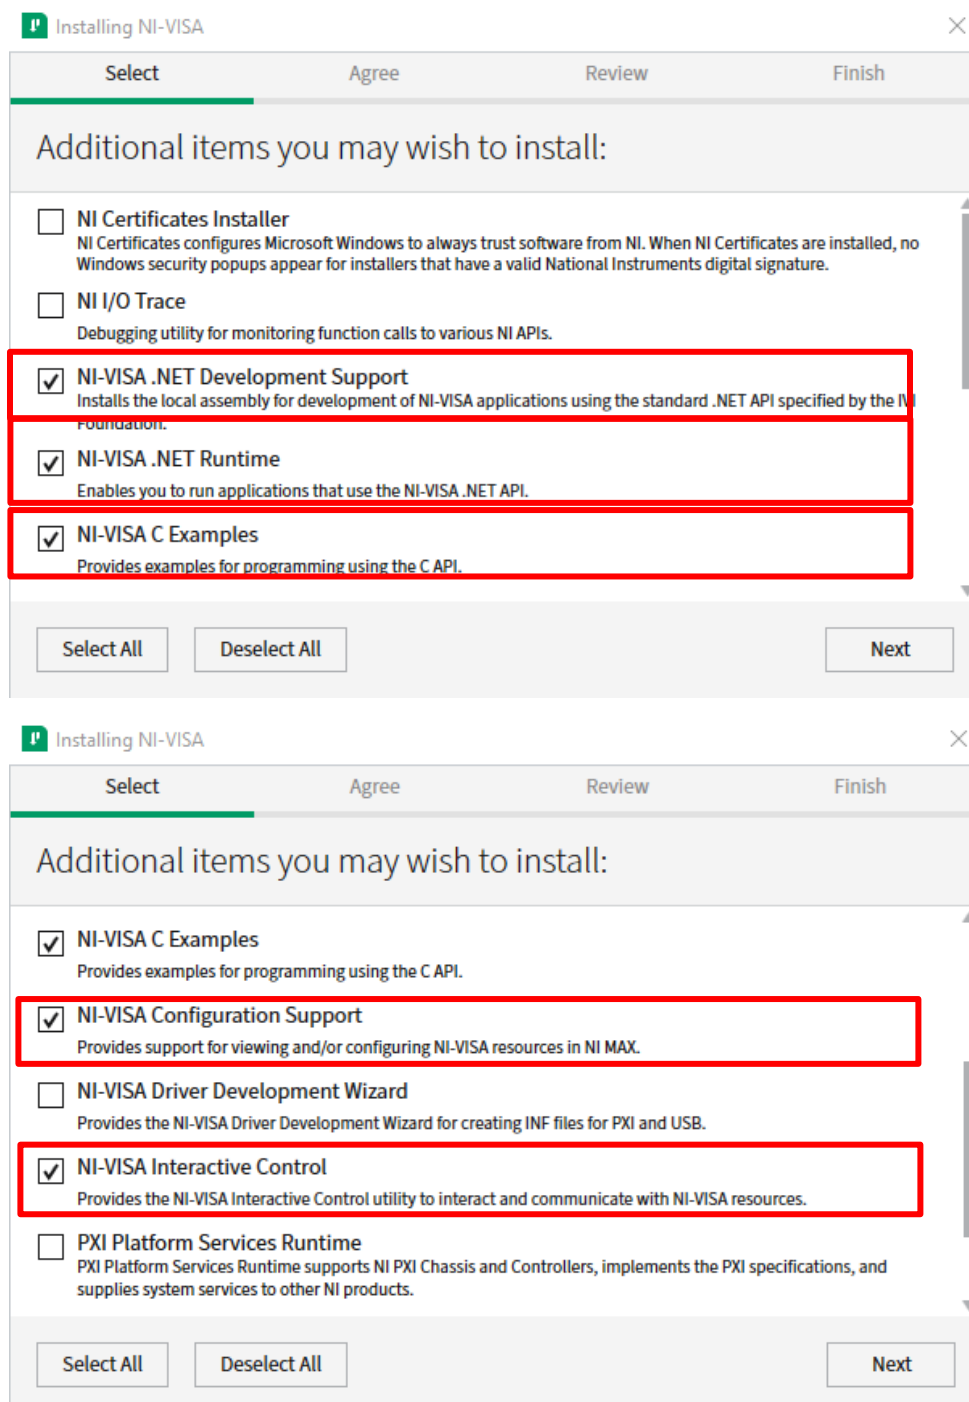 Installing NI-VISA
Select Agree Review Finish
Additional items you may wish to install:
NI Certificates Installer
NI Certificates configures Microsoft Windows to always trust software from NI. When NI Certificates are installed, no
Windows security popups appear for installers that have a valid National Instruments digital signature.
NI I/O Trace
Debugging utility for monitoring function calls to various NI APIs.
NI-VISA .NET Development Support
Installs the local assembly for development of NI-VISA applications using the standard .NET API specified by the IVI
Foundation.
NI-VISA .NET Runtime
Enables you to run applications that use the NI-VISA .NET API.
NI-VISA C Examples
Provides examples for programming using the C API.
Select All Deselect All Next
Installing NI-VISA
Select Agree Review Finish
Additional items you may wish to install:
NI-VISA C Examples
Provides examples for programming using the C API.
NI-VISA Configuration Support
Provides support for viewing and/or configuring NI-VISA resources in NI MAX.
NI-VISA Driver Development Wizard
Provides the NI-VISA Driver Development Wizard for creating INF files for PXI and USB.
NI-VISA Interactive Control
Provides the NI-VISA Interactive Control utility to interact and communicate with NI-VISA resources.
PXI Platform Services Runtime
PXI Platform Services Runtime supports NI PXI Chassis and Controllers, implements the PXI specifications, and
supplies system services to other NI products.
Select All Deselect All Next